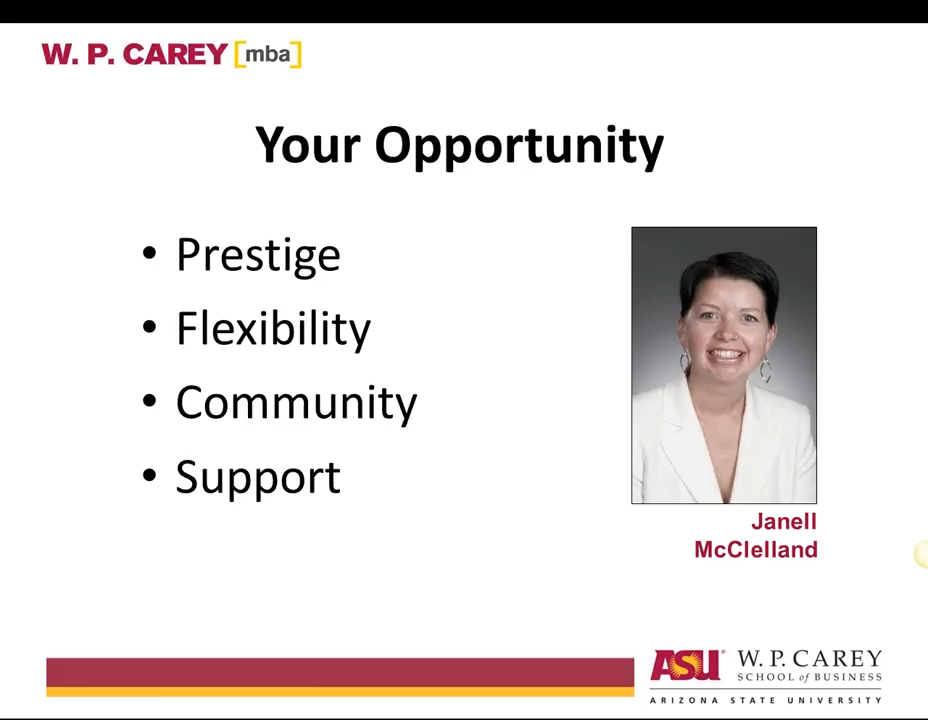 W. P. CAREY [mba]
Your Opportunity
• Prestige
• Flexibility
• Community
• Support
Janell
McClelland
ASU W. P. CAREY
SCHOOL of BUSINESS
ARIZONA STATE UNIVERSITY